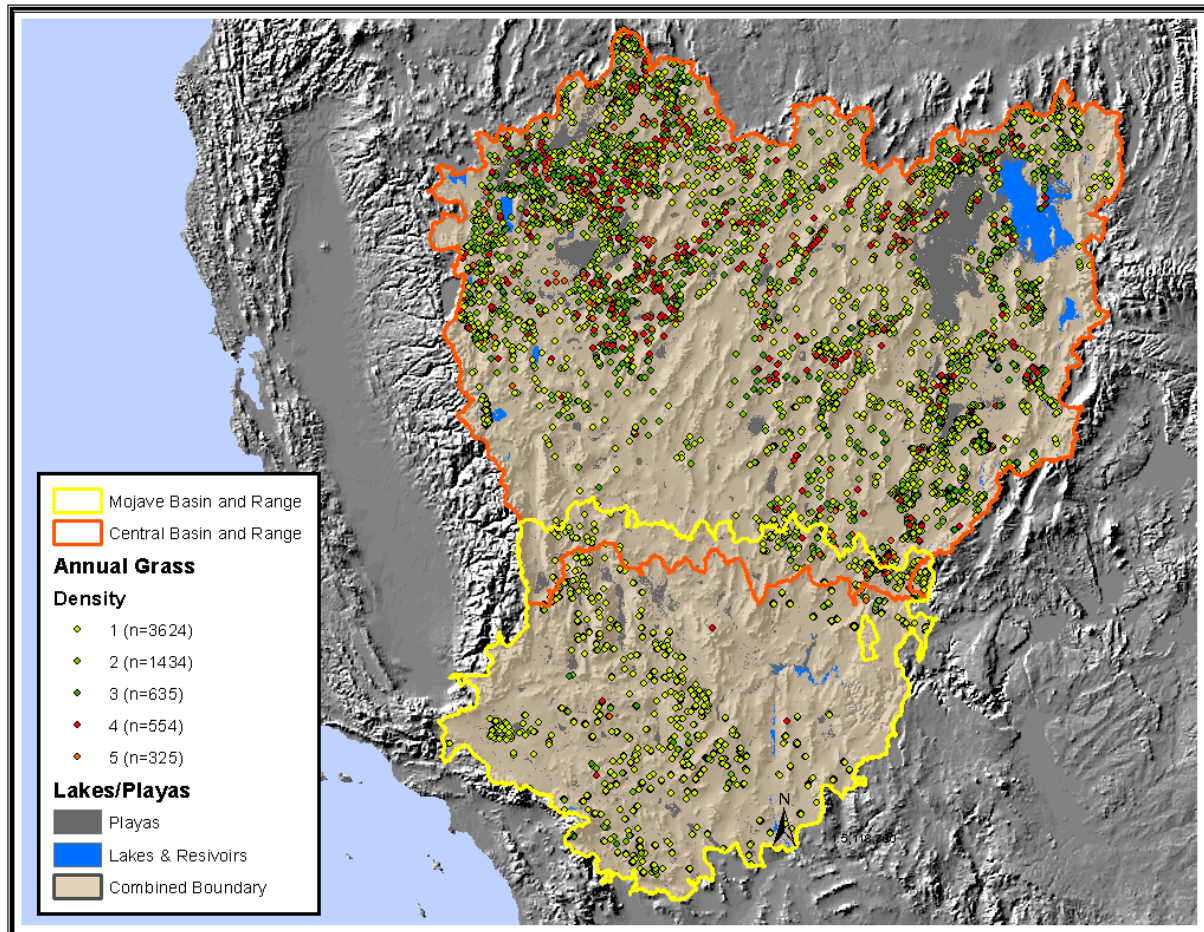 Mojave Basin and Range
Central Basin and Range
Annual Grass
Density
1 (n=3624)
2 (n=1434)
3 (n=635)
4 (n=554)
5 (n=325)
Lakes/Playas
Playas
Lakes & Resivoirs
Combined Boundary
N